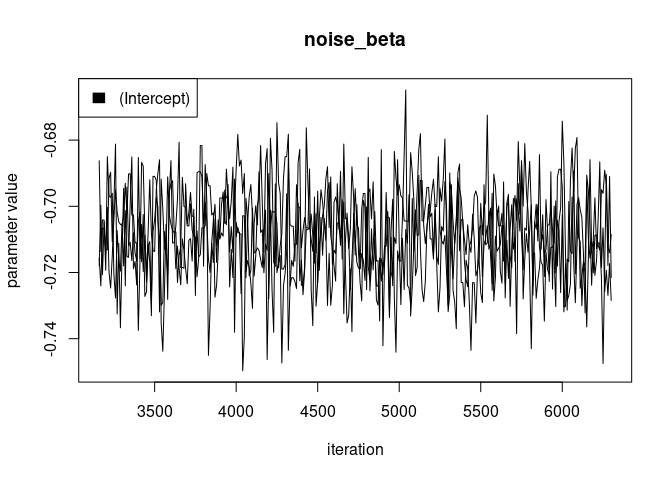 noise_beta
(Intercept)
parameter value
-0.68
-0.70
-0.72
-0.74
3500 4000 4500 5000 5500 6000
iteration